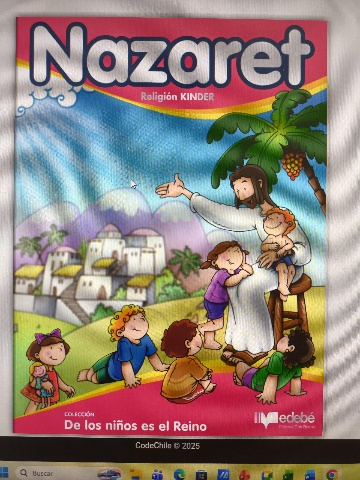 Nazaret
Religión KINDER
COLECCIÓN
De los niños es el Reino
edebé
CodeChile © 2025
Buscar